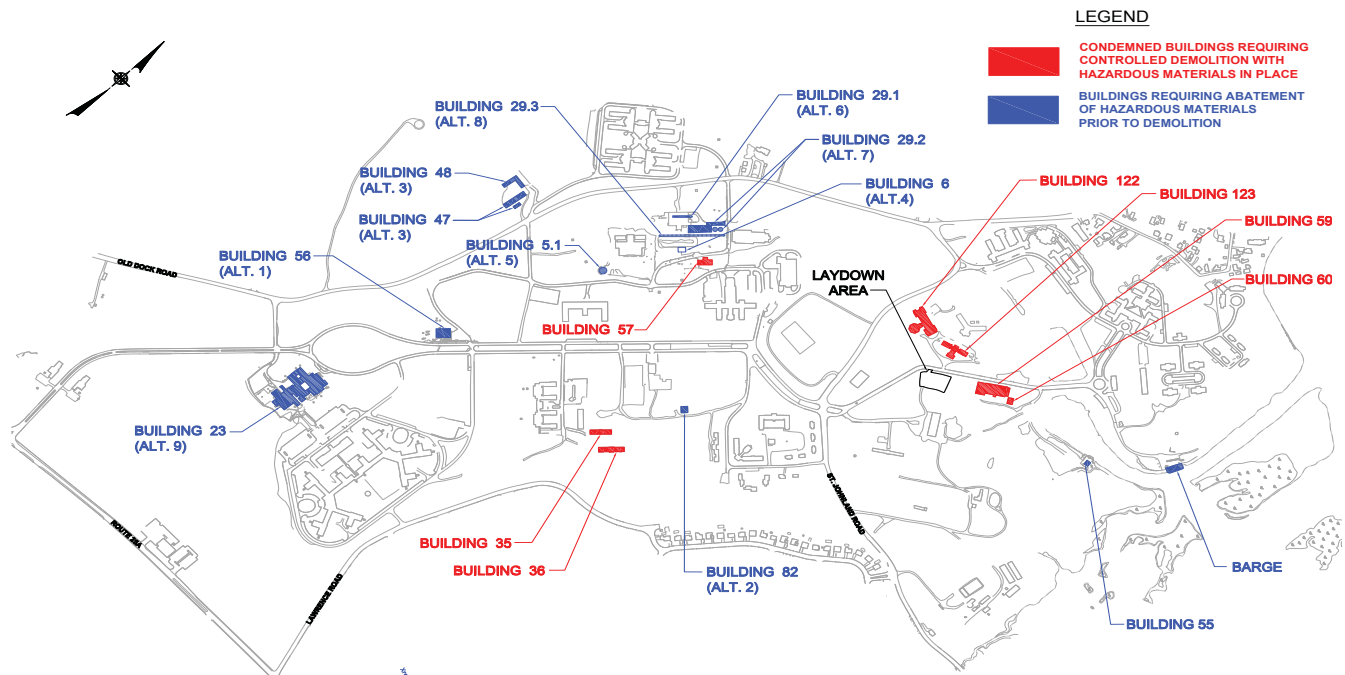 LEGEND
CONDEMNED BUILDINGS REQUIRING
CONTROLLED DEMOLITION WITH
HAZARDOUS MATERIALS IN PLACE
BUILDINGS REQUIRING ABATEMENT
OF HAZARDOUS MATERIALS
PRIOR TO DEMOLITION
BUILDING 29.3
(ALT. 8)
BUILDING 29.1
(ALT. 6)
BUILDING 29.2
(ALT. 7)
BUILDING 48
(ALT. 3)
BUILDING 6
(ALT.4)
BUILDING 122
BUILDING 123
BUILDING 47
(ALT. 3)
BUILDING 59
BUILDING 56
(ALT. 1)
BUILDING 5.1
(ALT. 5)
OLD DOCK ROAD
LAYDOWN
AREA
BUILDING 60
BUILDING 57
BUILDING 23
(ALT. 9)
ST. JOHNLAND ROAD
ROUTE 25A
LAWRENCE ROAD
BUILDING 35
BUILDING 36
BUILDING 82
(ALT. 2)
BARGE
BUILDING 55